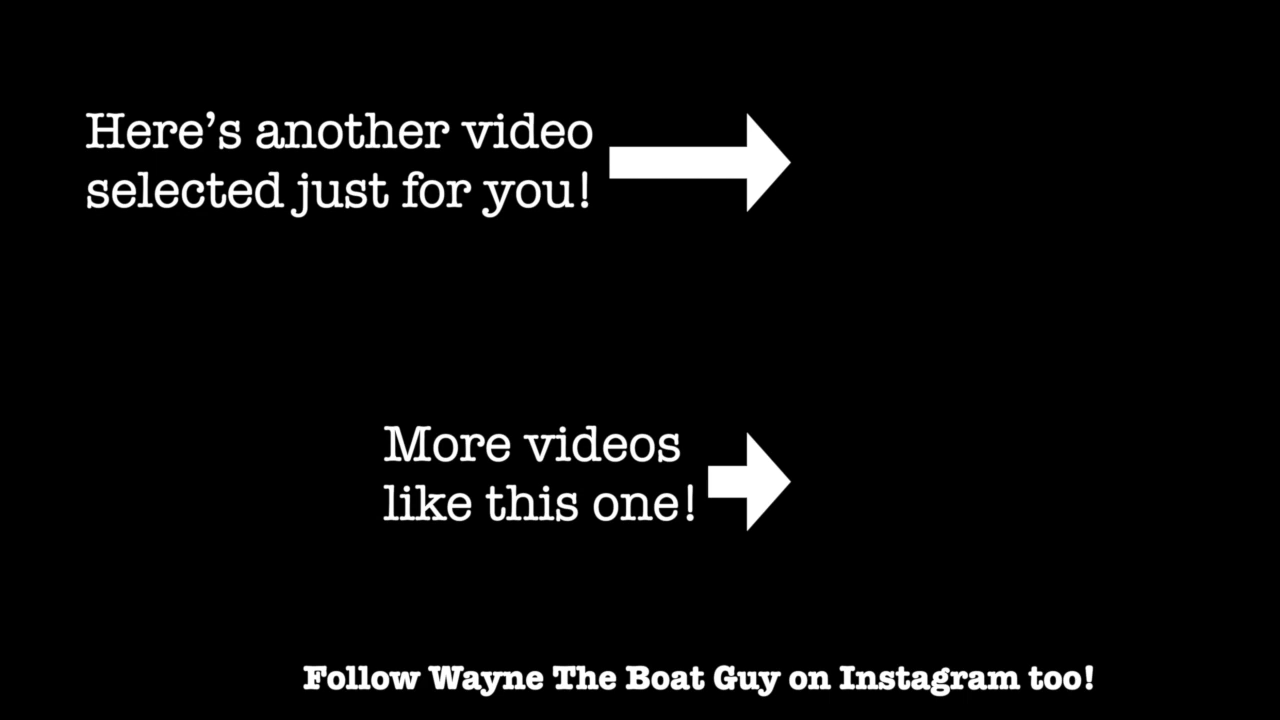 Here’s another video
selected just for you!
More videos
like this one!
Follow Wayne The Boat Guy on Instagram too!